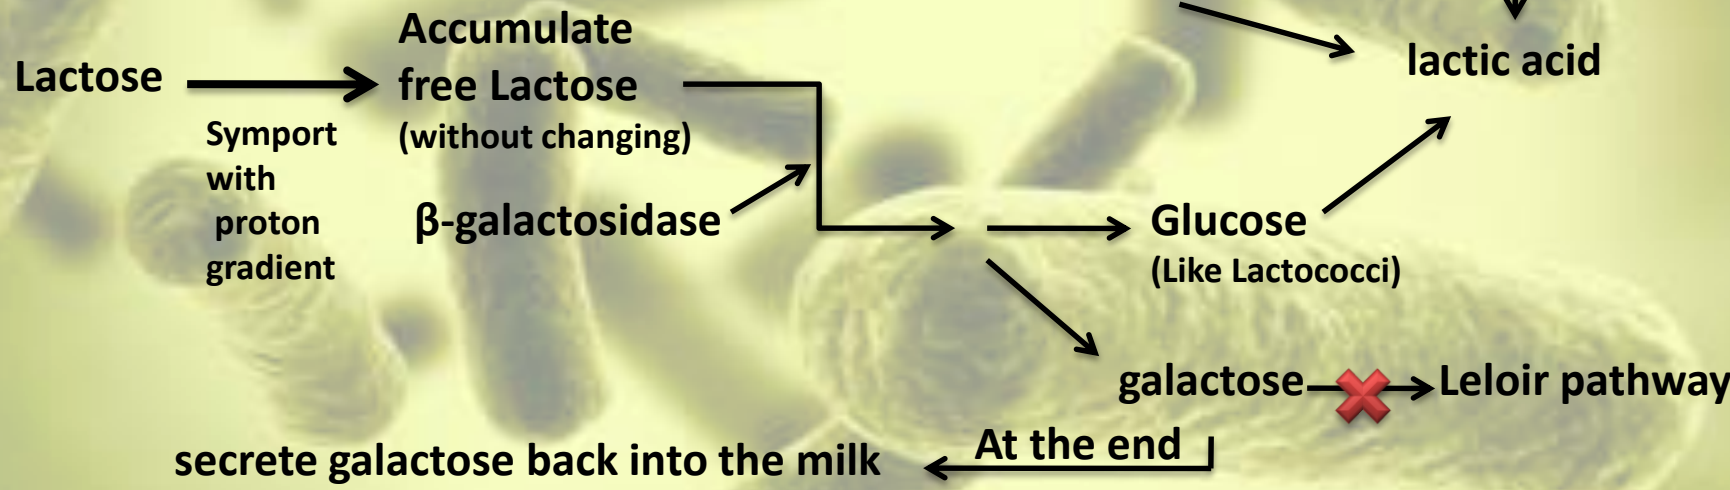 Accumulate
Lactose
free Lactose
(without changing)
Symport
with
proton
gradient
β-galactosidase
lactic acid
Glucose
(Like Lactococci)
galactose
Leloir pathway
At the end
secrete galactose back into the milk